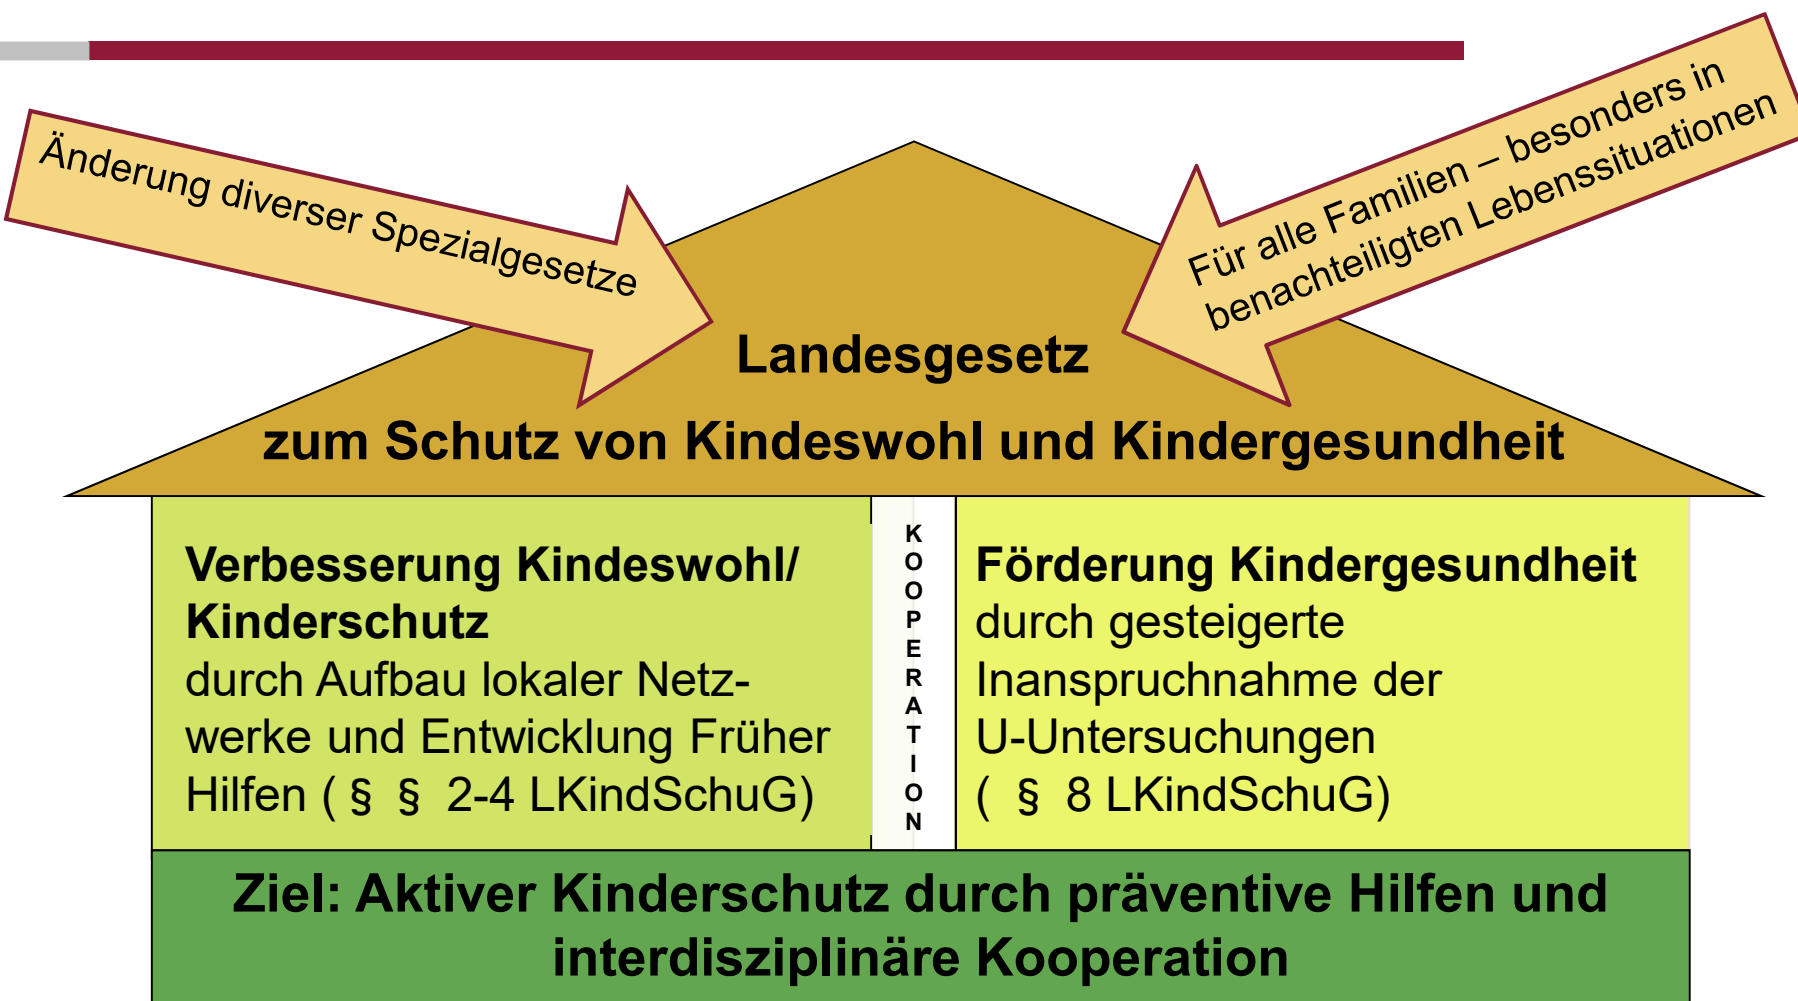 Änderung diverser Spezialgesetze
Für alle Familien – besonders in
benachteiligten Lebenssituationen
Landesgesetz
zum Schutz von Kindeswohl und Kindergesundheit
Verbesserung Kindeswohl/
Kinderschutz
durch Aufbau lokaler Netz-
werke und Entwicklung Früher
Hilfen ( § § 2-4 LKindSchuG)
K
O
O
P
E
R
A
T
I
O
N
Förderung Kindergesundheit
durch gesteigerte
Inanspruchnahme der
U-Untersuchungen
( § 8 LKindSchuG)
Ziel: Aktiver Kinderschutz durch präventive Hilfen und
interdisziplinäre Kooperation